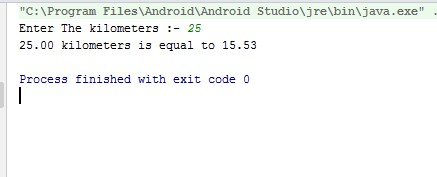 "C:\Program Files\Android\Android Studio\jre\bin\java.exe"
Enter The kilometers :- 25
25.00 kilometers is equal to 15.53
Process finished with exit code 0